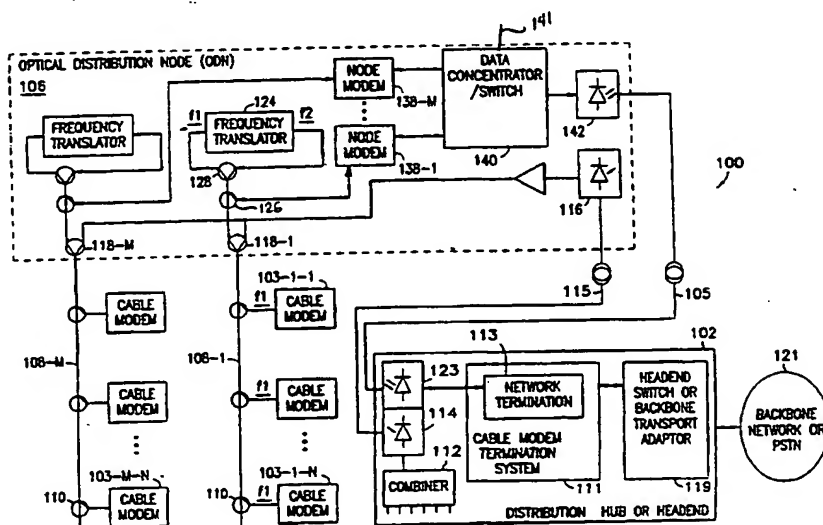 141
OPTICAL DISTRIBUTION NODE (ODN)
106
FREQUENCY
TRANSLATOR
f1
124
f2
FREQUENCY
TRANSLATOR
128
126
NODE
MODEM
138-M
NODE
MODEM
138-1
DATA
CONCENTRATOR
/SWITCH
140
142
116
100
118-M
118-1
115
105
CABLE
MODEM
103-1-1
f1
CABLE
MODEM
108-M
108-1
CABLE
MODEM
f1
CABLE
MODEM
103-M-N
110
CABLE
MODEM
103-1-N
110
f1
CABLE
MODEM
102
113
123
NETWORK
TERMINATION
114
112
COMBINER
CABLE MODEM
TERMINATION
SYSTEM
111
HEADEND
SWITCH OR
BACKBONE
TRANSPORT
ADAPTOR
119
DISTRIBUTION HUB OR HEADEND
121
BACKBONE
NETWORK OR
PSTN